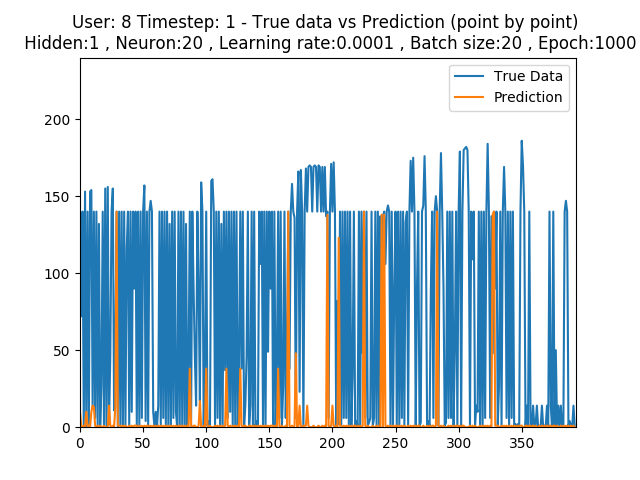 User: 8 Timestep: 1 - True data vs Prediction (point by point)
Hidden:1 , Neuron:20 , Learning rate:0.0001 , Batch size:20 , Epoch:1000
True Data
Prediction
200
150
100
50
0
0 50 100 150 200 250 300 350